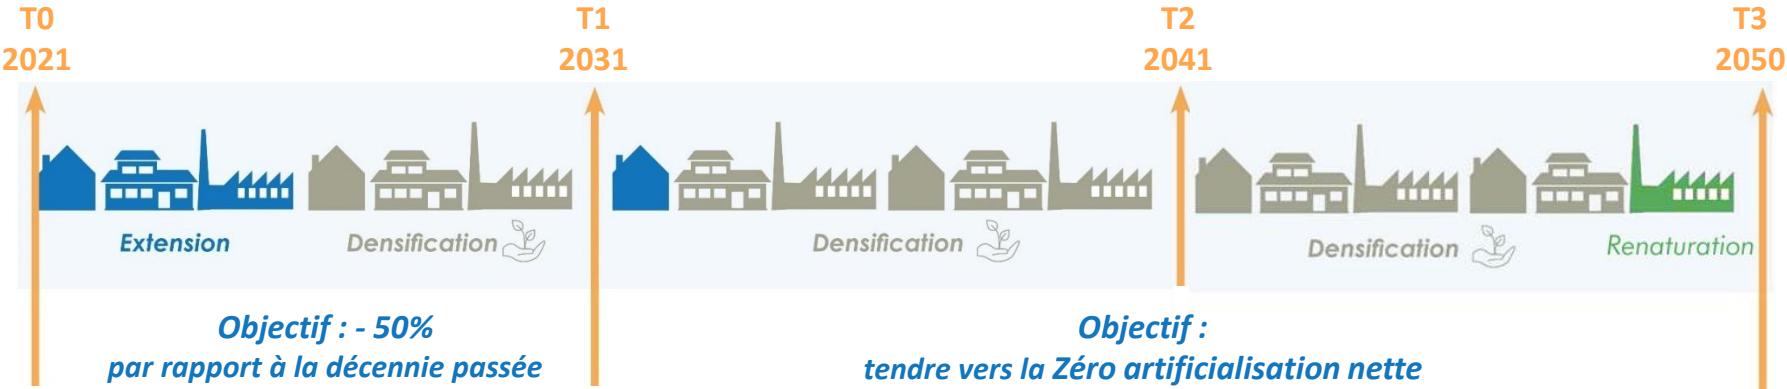 T0
2021
T1
2031
T2
2041
T3
2050
Extension
Densification
Densification
Densification
Renaturation
Objectif : - 50%
par rapport à la décennie passée
Objectif :
tendre vers la Zéro artificialisation nette